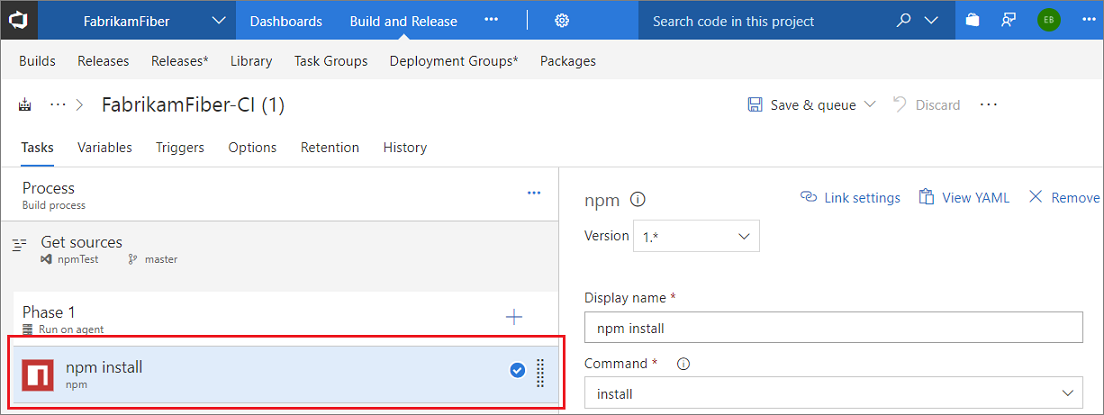 FabrikamFiber Dashboards Build and Release ••• Search code in this project EB •••
Builds Releases Releases* Library Task Groups Deployment Groups* Packages
••• > FabrikamFiber-CI (1) Save & queue Discard •••
Tasks Variables Triggers Options Retention History
Process •••
Build process
Get sources
npmTest master
Phase 1
Run on agent
npm install
npm
npm Link settings View YAML Remove
Version 1.*
Display name *
npm install
Command *
install